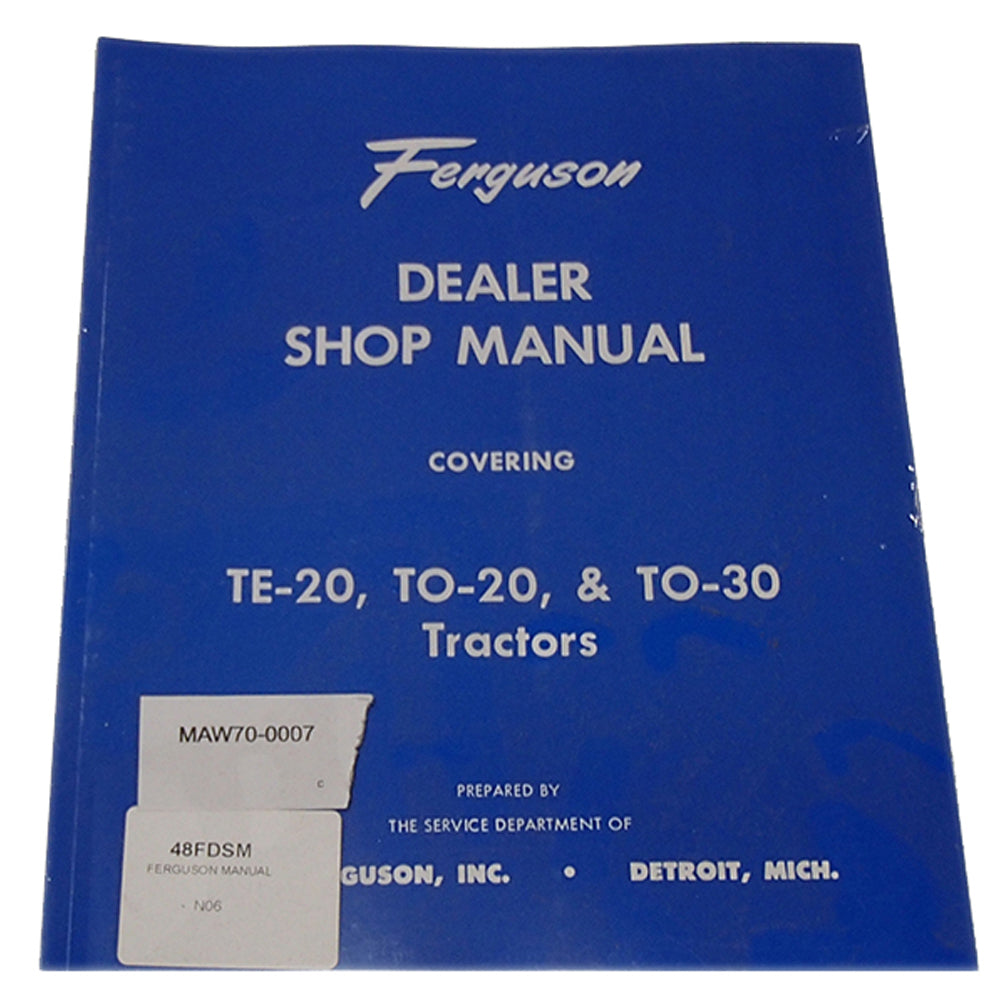 Ferguson
DEALER
SHOP MANUAL
COVERING
TE-20, TO-20, & TO-30
Tractors
MAW70-0007
C
PREPARED BY
THE SERVICE DEPARTMENT OF
GUSON, INC. • DETROIT, MICH.
48FDSM
FERGUSON MANUAL
- N06